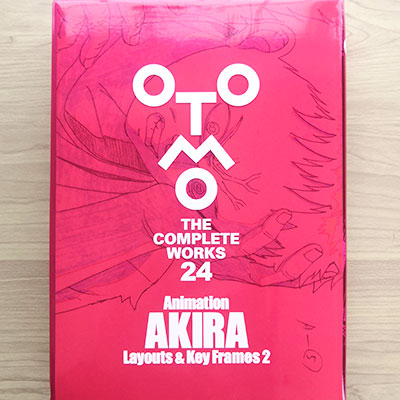 OTOMO
THE
COMPLETE
WORKS
24
Animation
AKIRA
Layouts & Key Frames 2